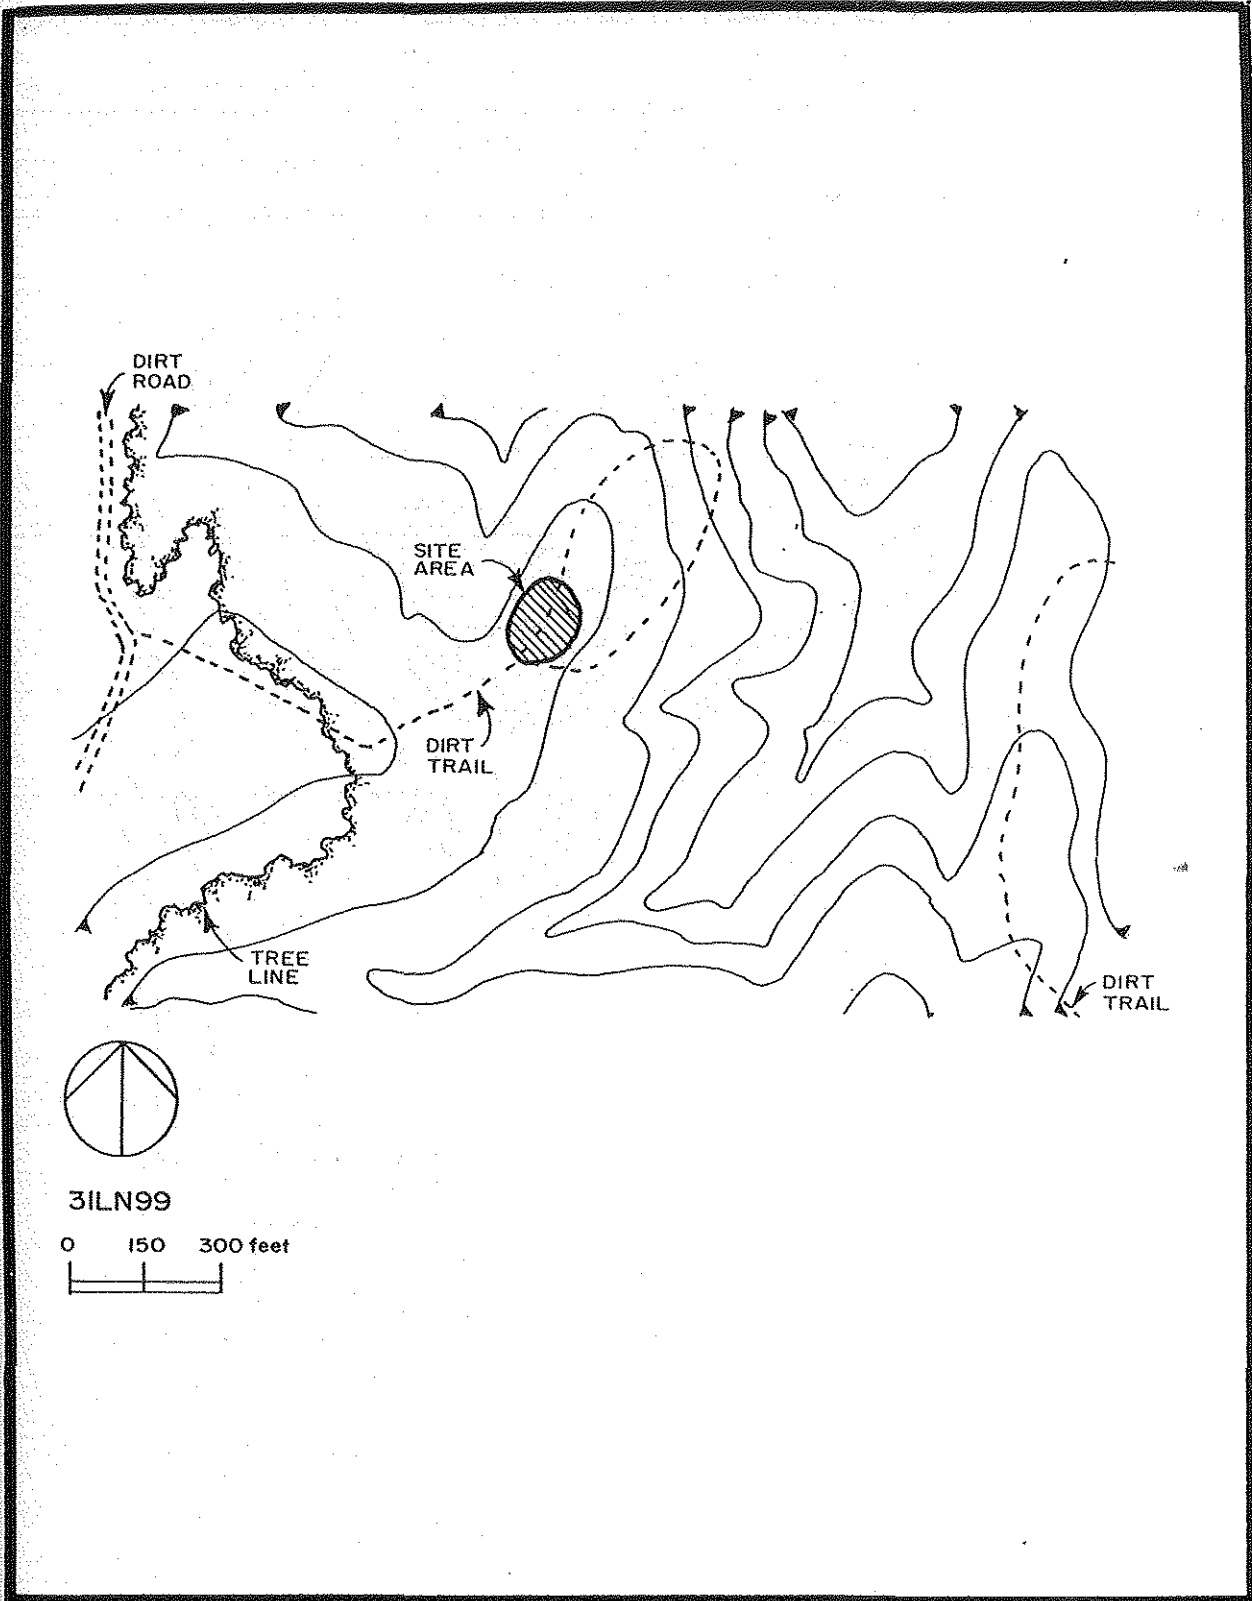 DIRT
ROAD
SITE
AREA
DIRT
TRAIL
TREE
LINE
DIRT
TRAIL
31LN99
0 150 300 feet